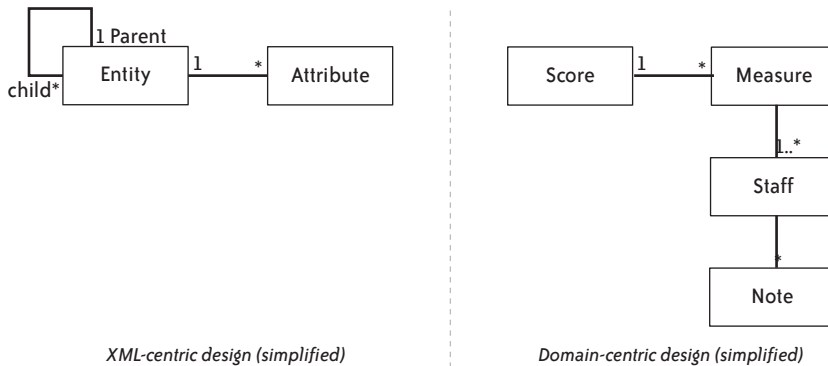 1 Parent
Entity
1
*
Attribute
child*
XML-centric design (simplified)
Score
1
*
Measure
1..*
Staff
*
Note
Domain-centric design (simplified)